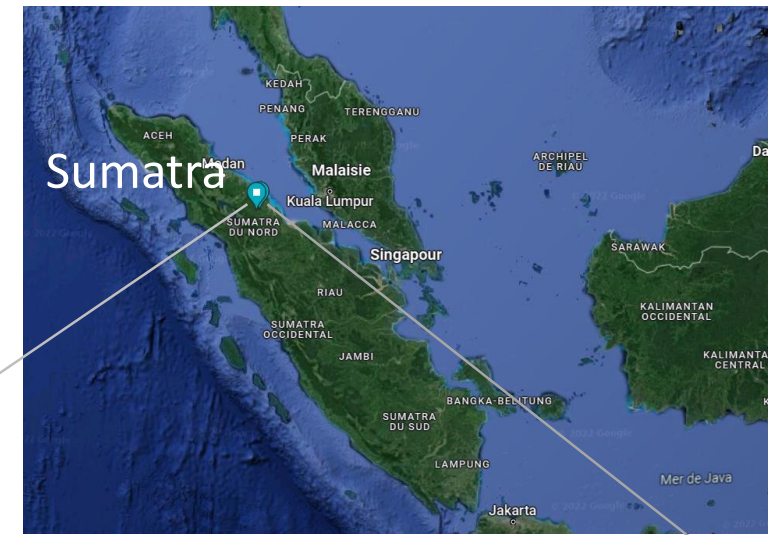 KEDAH
PENANG
TERENGGANU
ACEH
PERAK
Medan
Sumatra
Malaisie
ARCHIPEL
DE RIAU
Da
Kuala Lumpur
SUMATRA
DU NORD
MALACCA
SARAWAK
Singapour
RIAU
KALIMANTAN
OCCIDENTAL
SUMATRA
OCCIDENTAL
JAMBI
KALIMANTA
CENTRAL
BANGKA-BELITUNG
K
SUMATRA
DU SUD
LAMPUNG
Mer de Java
Jakarta